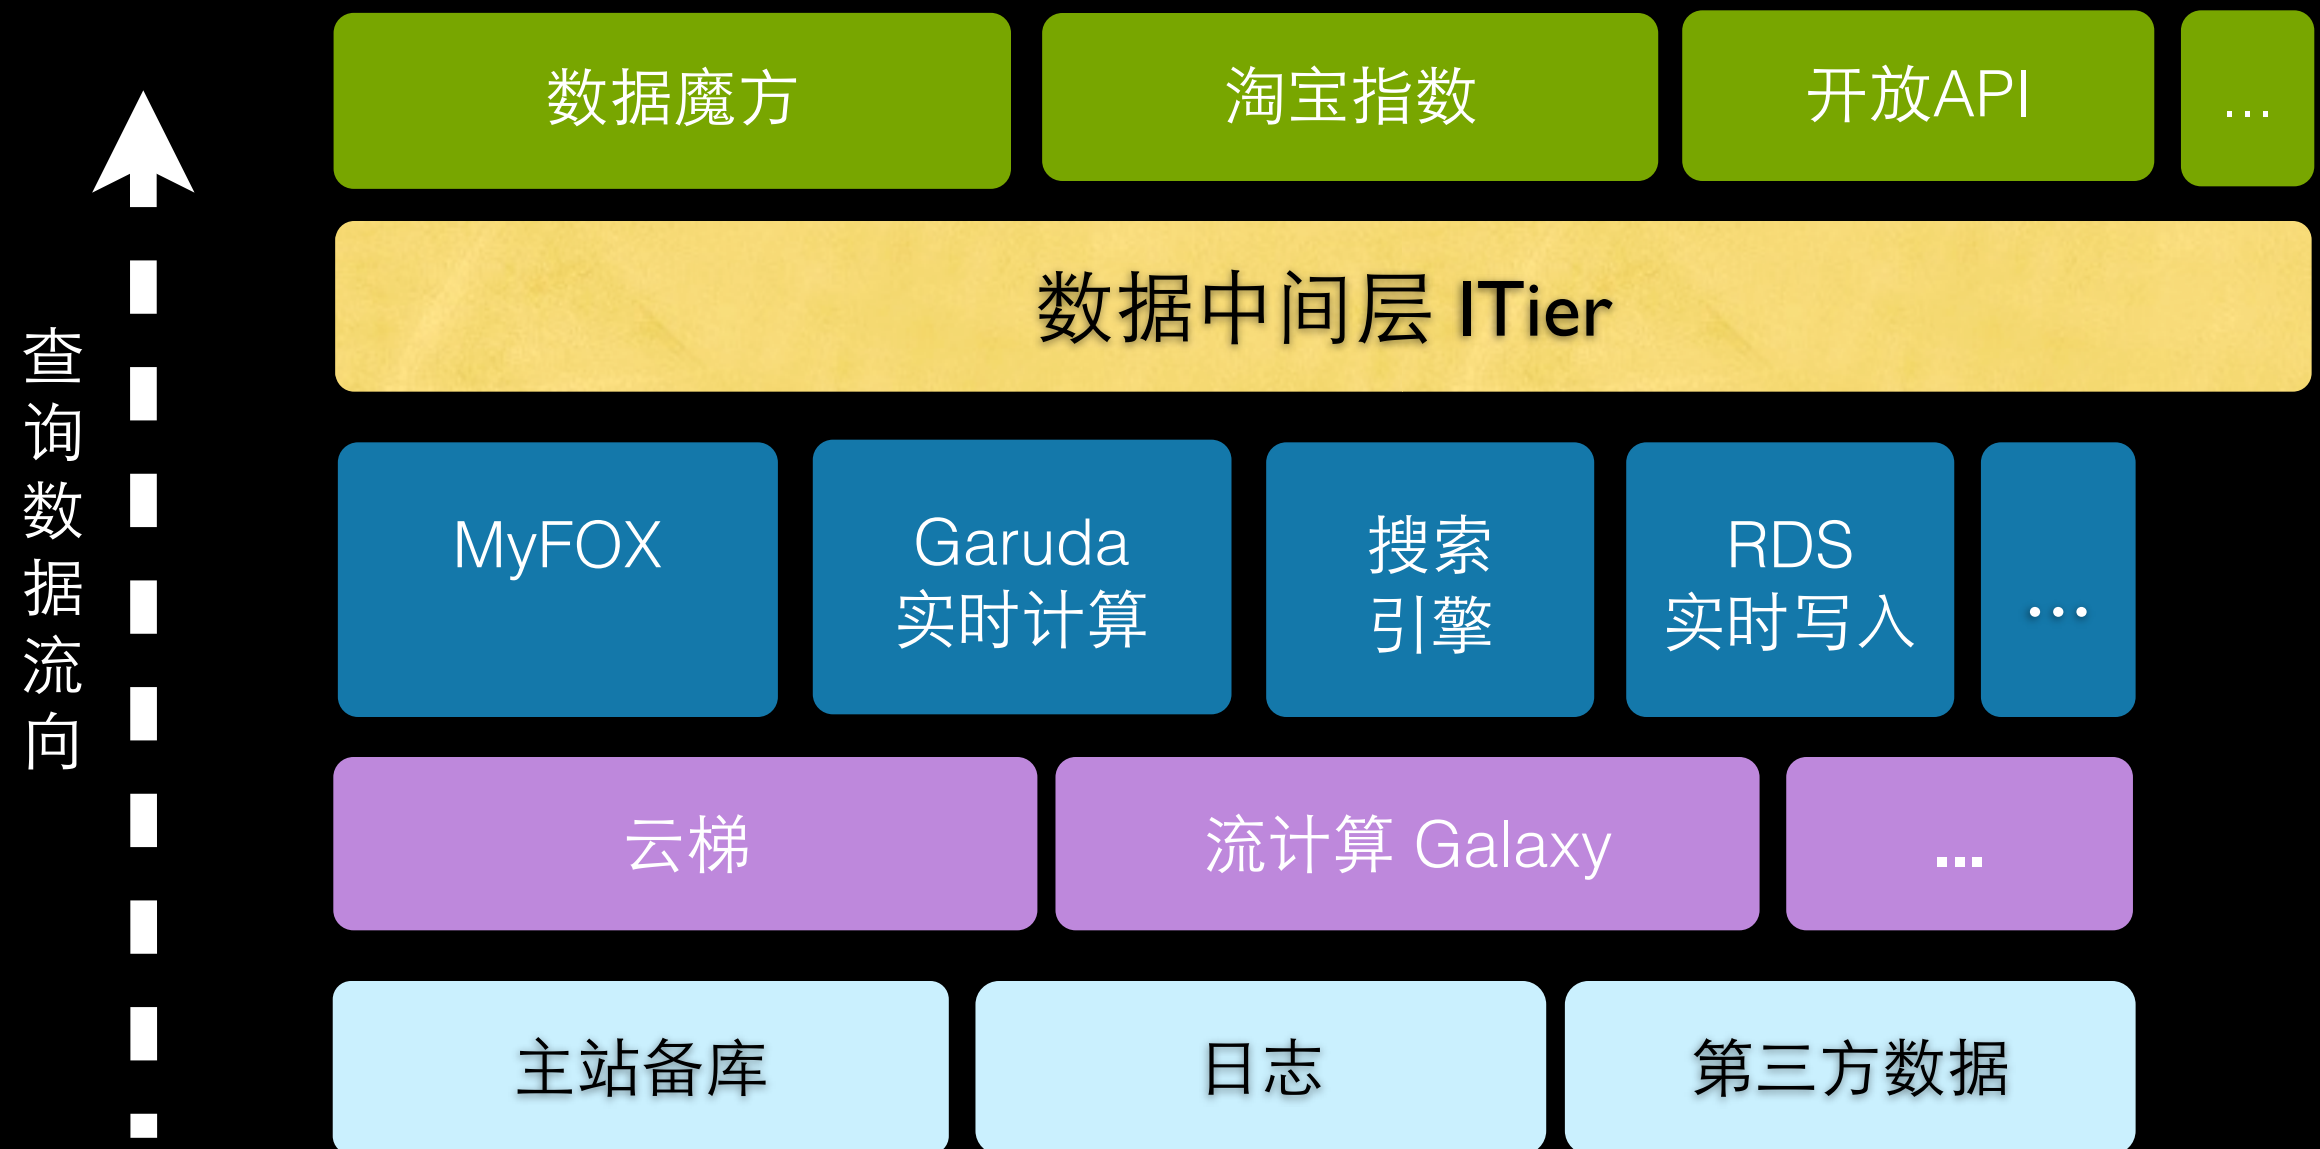 数据魔方
淘宝指数
开放API
...
数据中间层 ITier
查询数据流向
MyFOX
Garuda
实时计算
搜索
引擎
RDS
实时写入
...
云梯
流计算 Galaxy
...
主站备库
日志
第三方数据